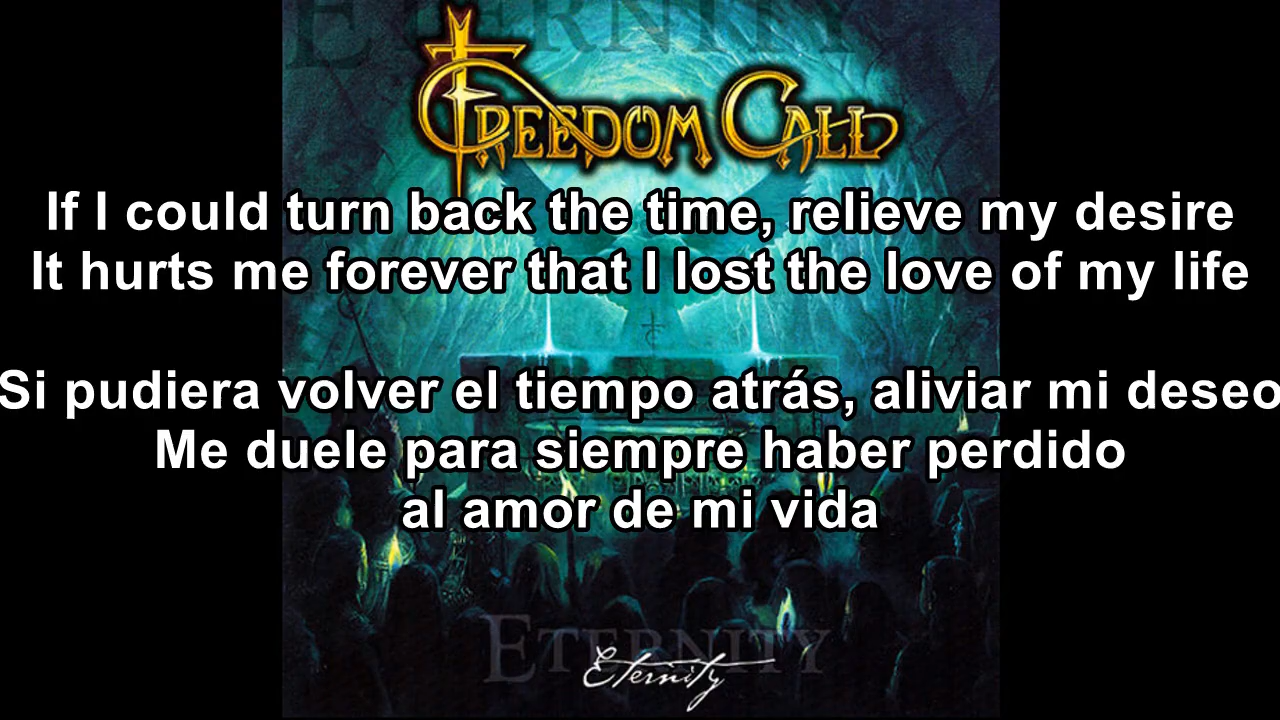 ETERNITY
FREEDOM CALL
If I could turn back the time, relieve my desire
It hurts me forever that I lost the love of my life
Si pudiera volver el tiempo atrás, aliviar mi deseo
Me duele para siempre haber perdido
al amor de mi vida
ETERNITY
Eternity